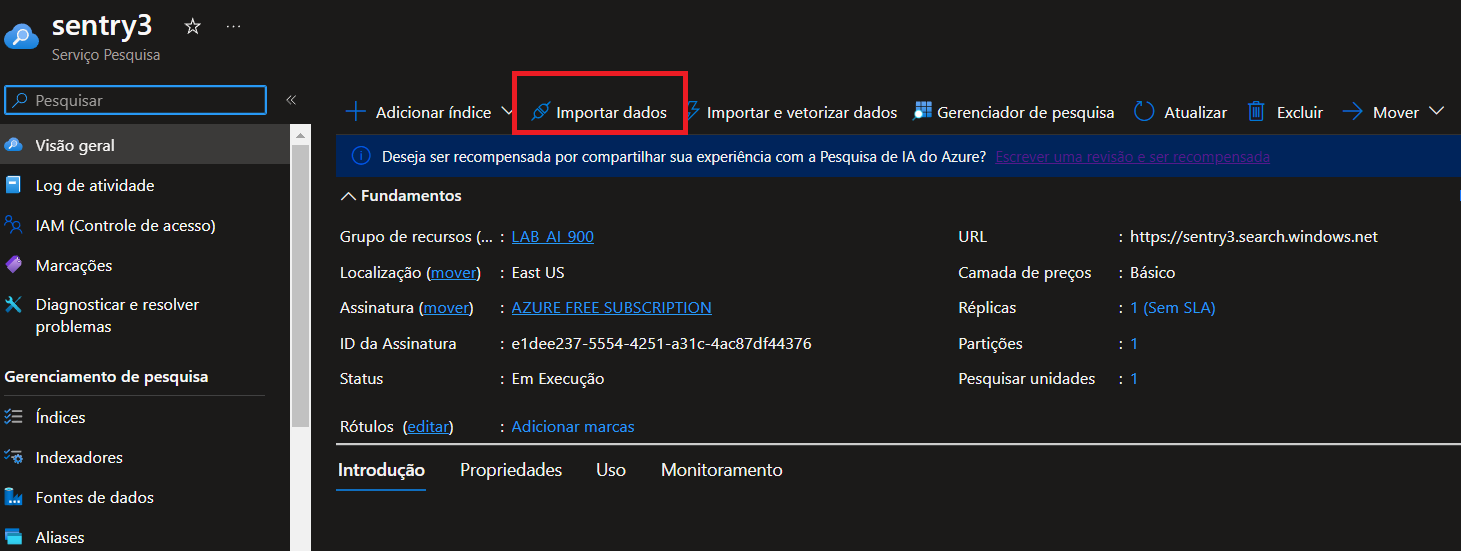 sentry3
Serviço Pesquisa
Pesquisar
Visão geral
Log de atividade
IAM (Controle de acesso)
Marcações
Diagnosticar e resolver
problemas
Gerenciamento de pesquisa
Índices
Indexadores
Fontes de dados
Aliases
Adicionar índice Importar dados Importar e vetorizar dados Gerenciador de pesquisa Atualizar Excluir Mover
Deseja ser recompensada por compartilhar sua experiência com a Pesquisa de IA do Azure? Escrever uma revisão e ser recompensada
Fundamentos
Grupo de recursos (... : LAB_AI_900
Localização (mover) : East US
Assinatura (mover) : AZURE FREE SUBSCRIPTION
ID da Assinatura : e1dee237-5554-4251-a31c-4ac87df44376
Status : Em Execução
Rótulos (editar) : Adicionar marcas
URL : https://sentry3.search.windows.net
Camada de preços : Básico
Réplicas : 1 (Sem SLA)
Partições : 1
Pesquisar unidades : 1
Introdução Propriedades Uso Monitoramento